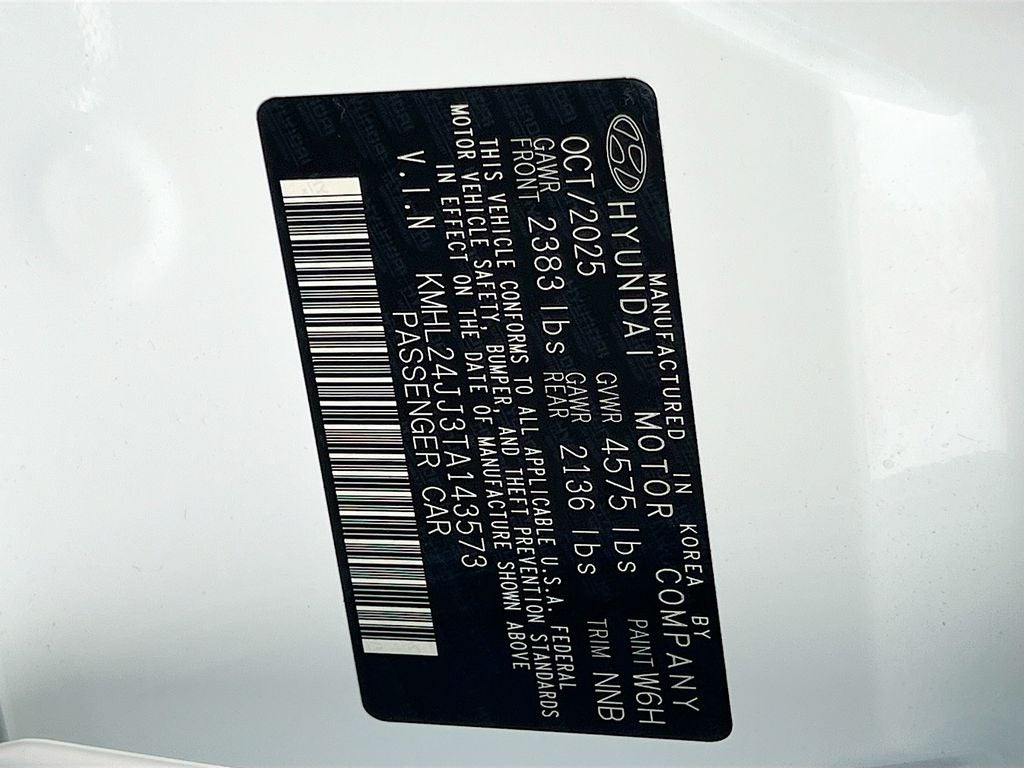 MANUFACTURED IN KOREA BY
HYUNDAI MOTOR COMPANY
OCT/2025 GVWR 4575 lbs PAINT W6H
GAWR FRONT 2383 lbs GAWR REAR 2136 lbs TRIM NNB
THIS VEHICLE CONFORMS TO ALL APPLICABLE U.S.A. FEDERAL
MOTOR VEHICLE SAFETY, BUMPER, AND THEFT PREVENTION STANDARDS
IN EFFECT ON THE DATE OF MANUFACTURE SHOWN ABOVE
V.I.N KMHL24JJ3TA143573
PASSENGER CAR